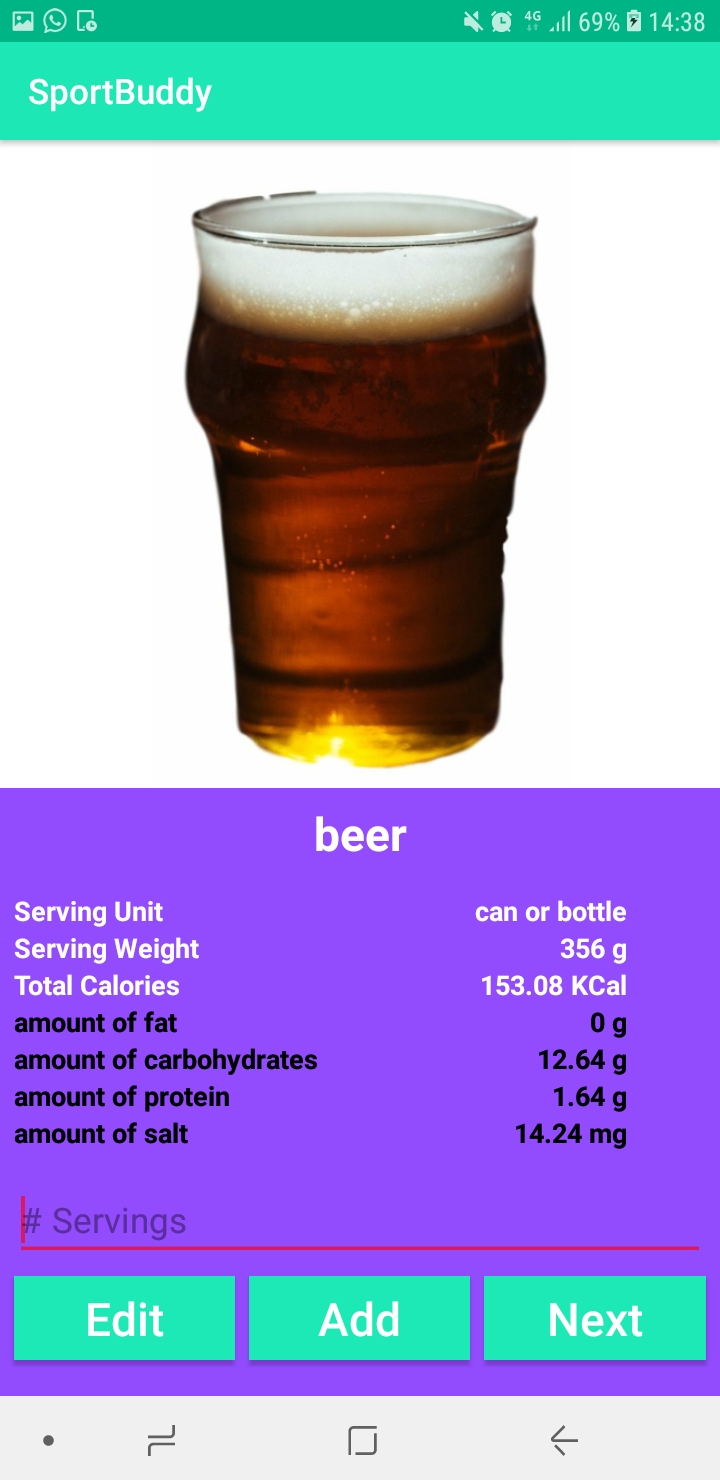 4G 69% 14:38
SportBuddy
beer
Serving Unit can or bottle
Serving Weight 356 g
Total Calories 153.08 KCal
amount of fat 0 g
amount of carbohydrates 12.64 g
amount of protein 1.64 g
amount of salt 14.24 mg
# Servings
Edit Add Next